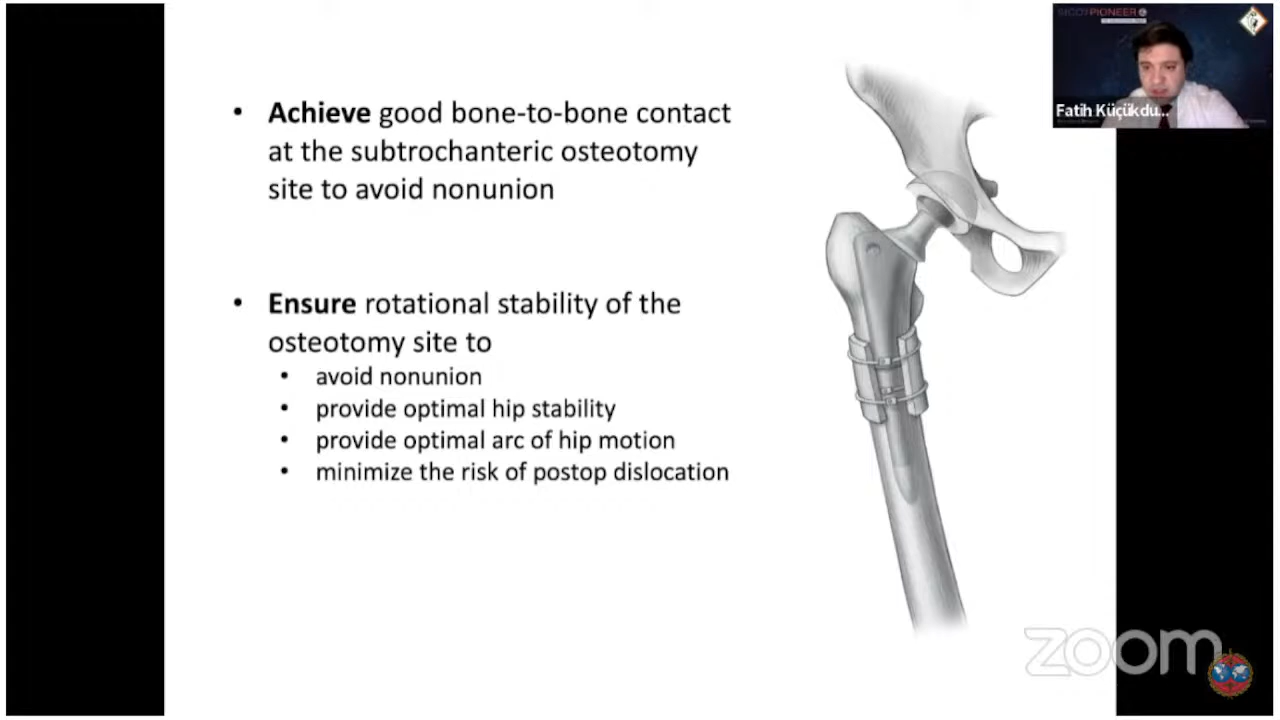 SICOTPIONEER
Fatih Küçükdu...
• Achieve good bone-to-bone contact
at the subtrochanteric osteotomy
site to avoid nonunion
• Ensure rotational stability of the
osteotomy site to
• avoid nonunion
• provide optimal hip stability
• provide optimal arc of hip motion
• minimize the risk of postop dislocation
zoom